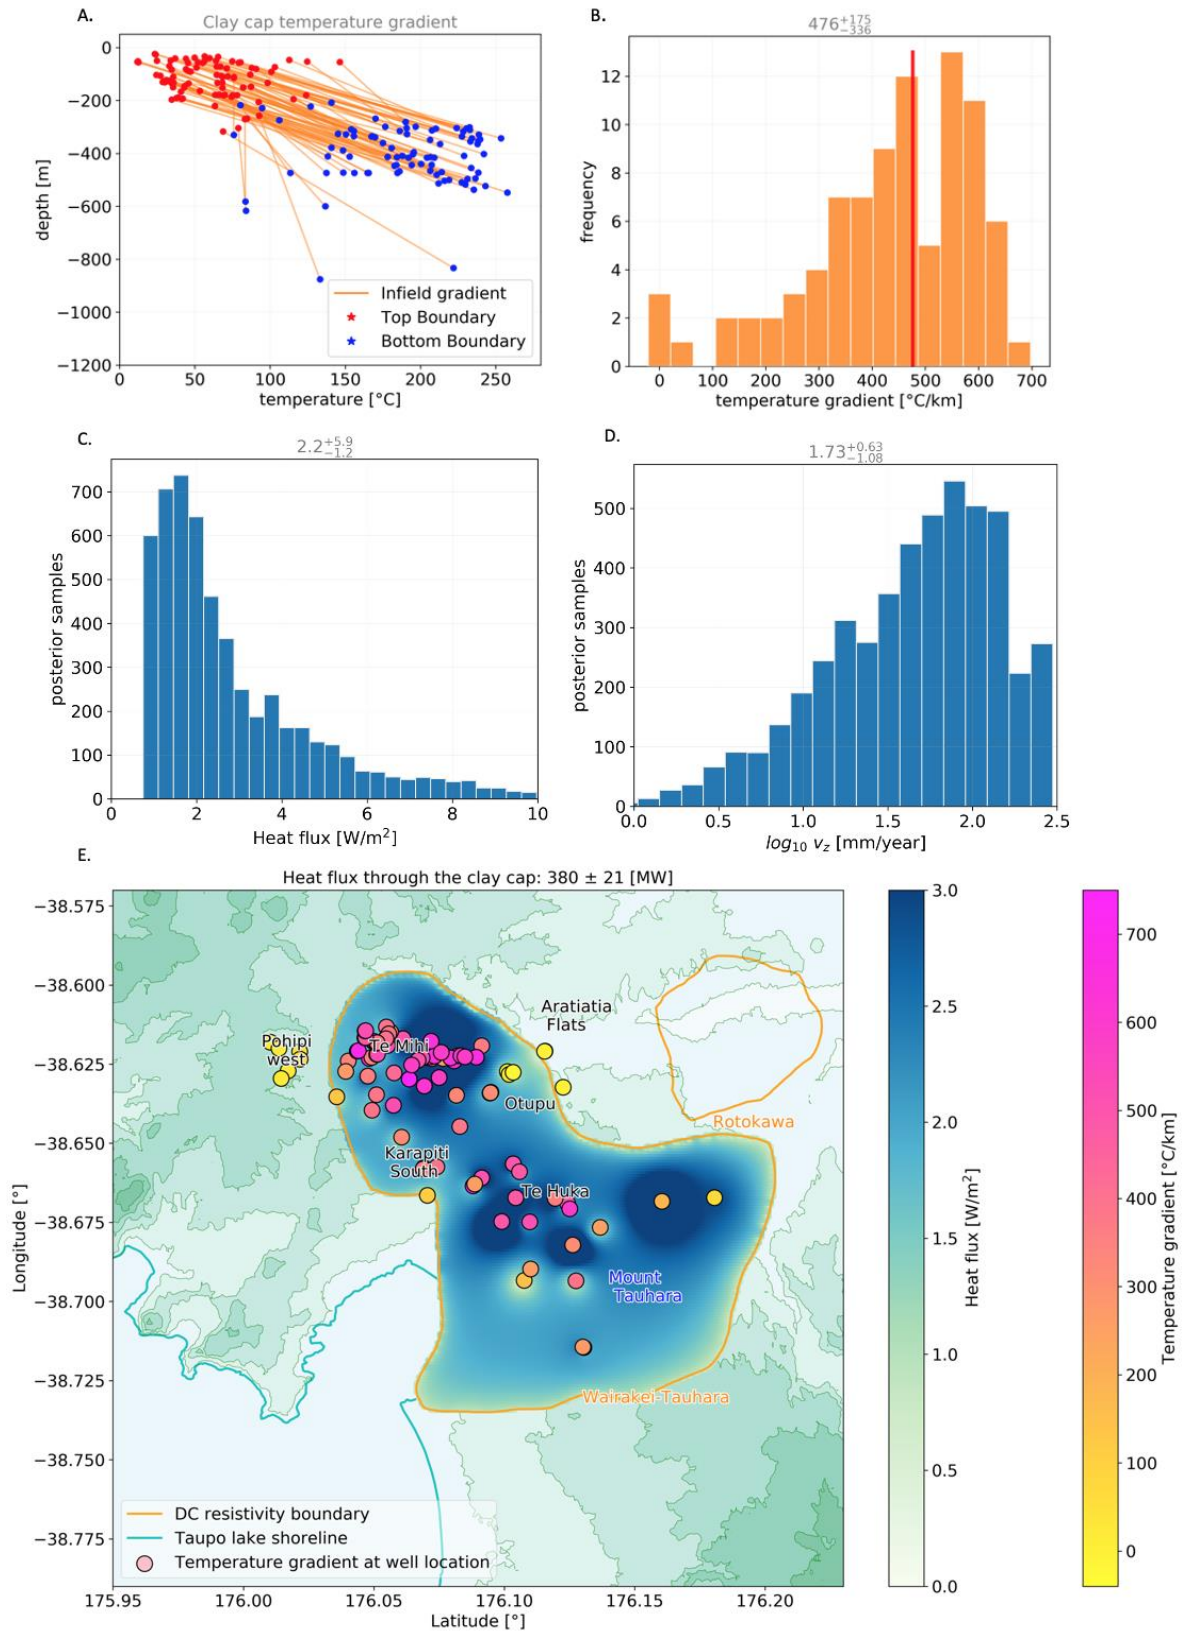 A.
Clay cap temperature gradient
0
−200
−400
−600
−800
−1000
−1200
depth [m]
Infield gradient
Top Boundary
Bottom Boundary
0 50 100 150 200 250
temperature [°C]
B.
476 +175 −336
12
10
8
6
4
2
0
frequency
0 100 200 300 400 500 600 700
temperature gradient [°C/km]
C.
2.2 +5.9 −1.2
700
600
500
400
300
200
100
0
posterior samples
0 2 4 6 8 10
Heat flux [W/m²]
D.
1.73 +0.63 −1.08
500
400
300
200
100
0
posterior samples
0.0 0.5 1.0 1.5 2.0 2.5
log₁₀ v_z [mm/year]
E.
Heat flux through the clay cap: 380 ± 21 [MW]
−38.575
−38.600
−38.625
−38.650
−38.675
−38.700
−38.725
−38.750
−38.775
Longitude [°]
Aratiatia
Flats
Pohipi
west
Te Mihi
Otupu
Rotokawa
Karapiti
South
Te Huka
Mount
Tauhara
Wairakei-Tauhara
DC resistivity boundary
Taupo lake shoreline
Temperature gradient at well location
175.95 176.00 176.05 176.10 176.15 176.20
Latitude [°]
3.0
2.5
2.0
1.5
1.0
0.5
0.0
Heat flux [W/m²]
700
600
500
400
300
200
100
0
Temperature gradient [°C/km]